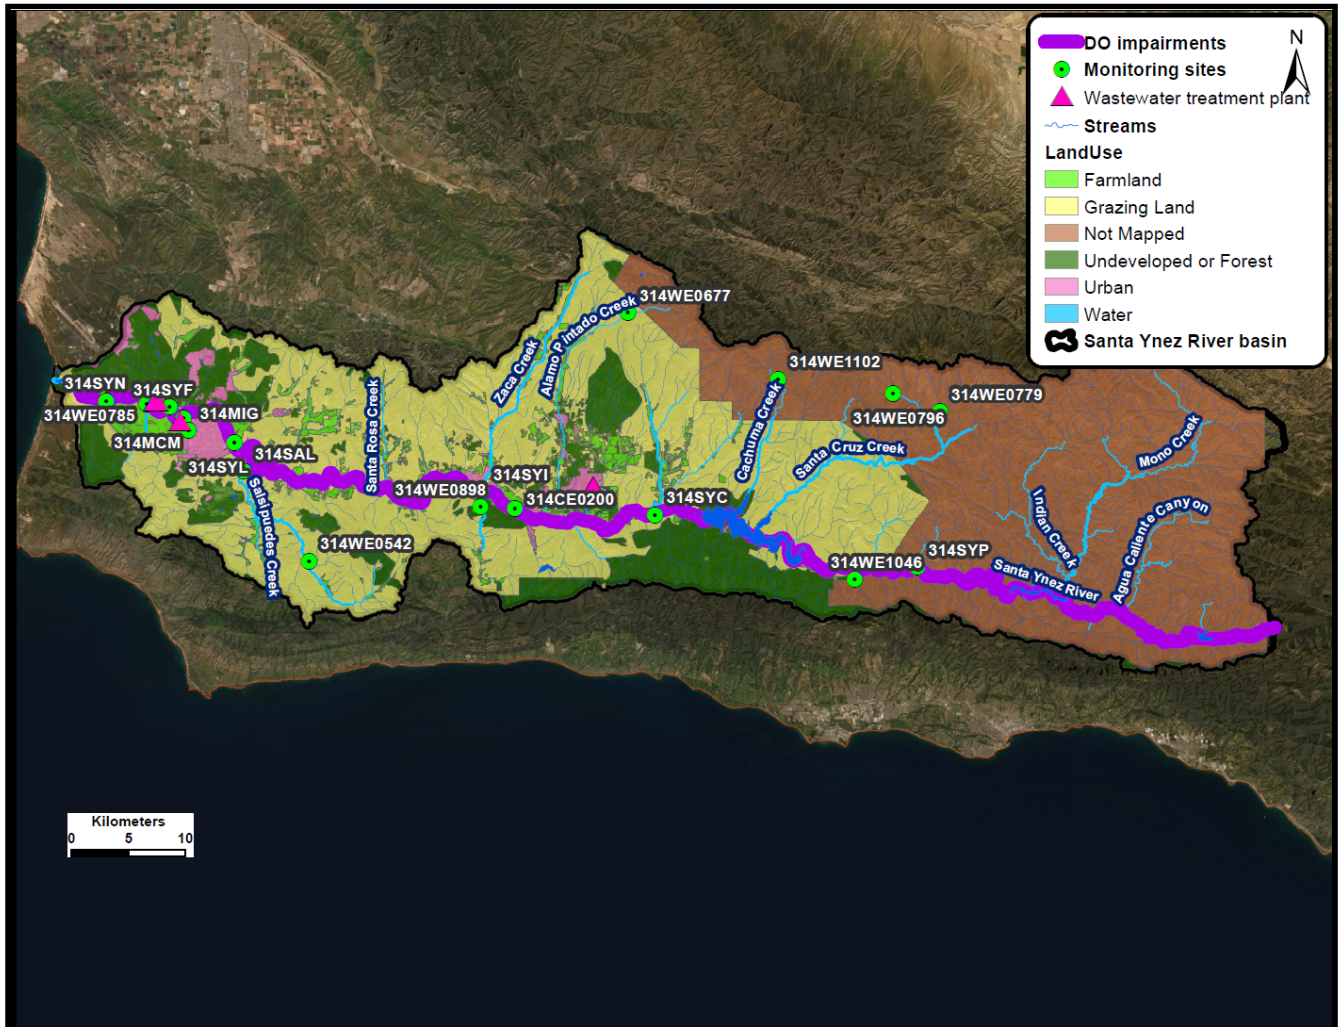 DO impairments
N
Monitoring sites
Wastewater treatment plant
Streams
LandUse
Farmland
Grazing Land
Not Mapped
Undeveloped or Forest
Urban
Water
Santa Ynez River basin
314WE0677
Alamo Pintado Creek
Zaca Creek
314WE1102
314SYN
314SYF
314WE0779
314WE0785
314MIG
314WE0796
314MCM
Santa Rosa Creek
Cachuma Creek
Santa Cruz Creek
Mono Creek
314SAL
314SYL
314SYI
314WE0898
314CE0200
314SYC
Salsipuedes Creek
Indian Creek
Agua Caliente Canyon
314WE0542
314SYP
314WE1046
Santa Ynez River
Kilometers
0 5 10